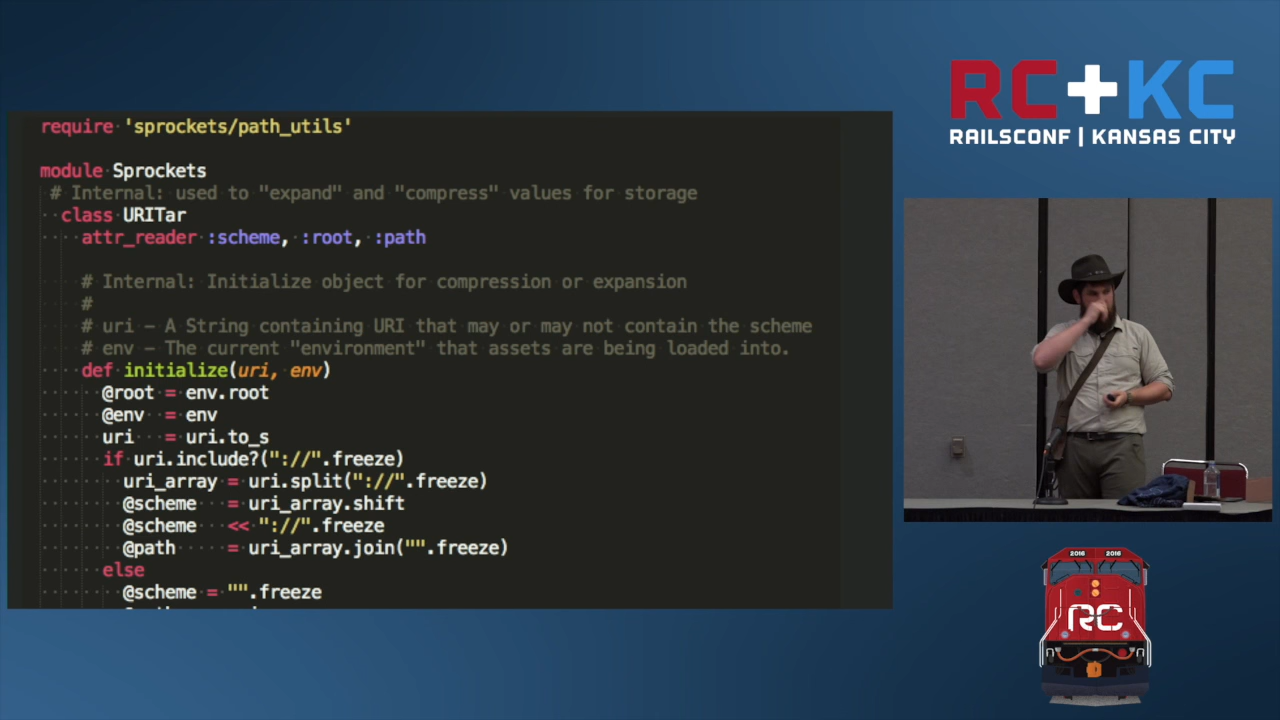 require 'sprockets/path_utils'
module Sprockets
# Internal: used to "expand" and "compress" values for storage
class URITar
attr_reader :scheme, :root, :path
# Internal: Initialize object for compression or expansion
#
# uri - A String containing URI that may or may not contain the scheme
# env - The current "environment" that assets are being loaded into.
def initialize(uri, env)
@root = env.root
@env = env
uri = uri.to_s
if uri.include?("://".freeze)
uri_array = uri.split("://".freeze)
@scheme = uri_array.shift
@scheme << "://".freeze
@path = uri_array.join("".freeze)
else
@scheme = "".freeze
RC+KC
RAILSCONF | KANSAS CITY
2016 2016
RC